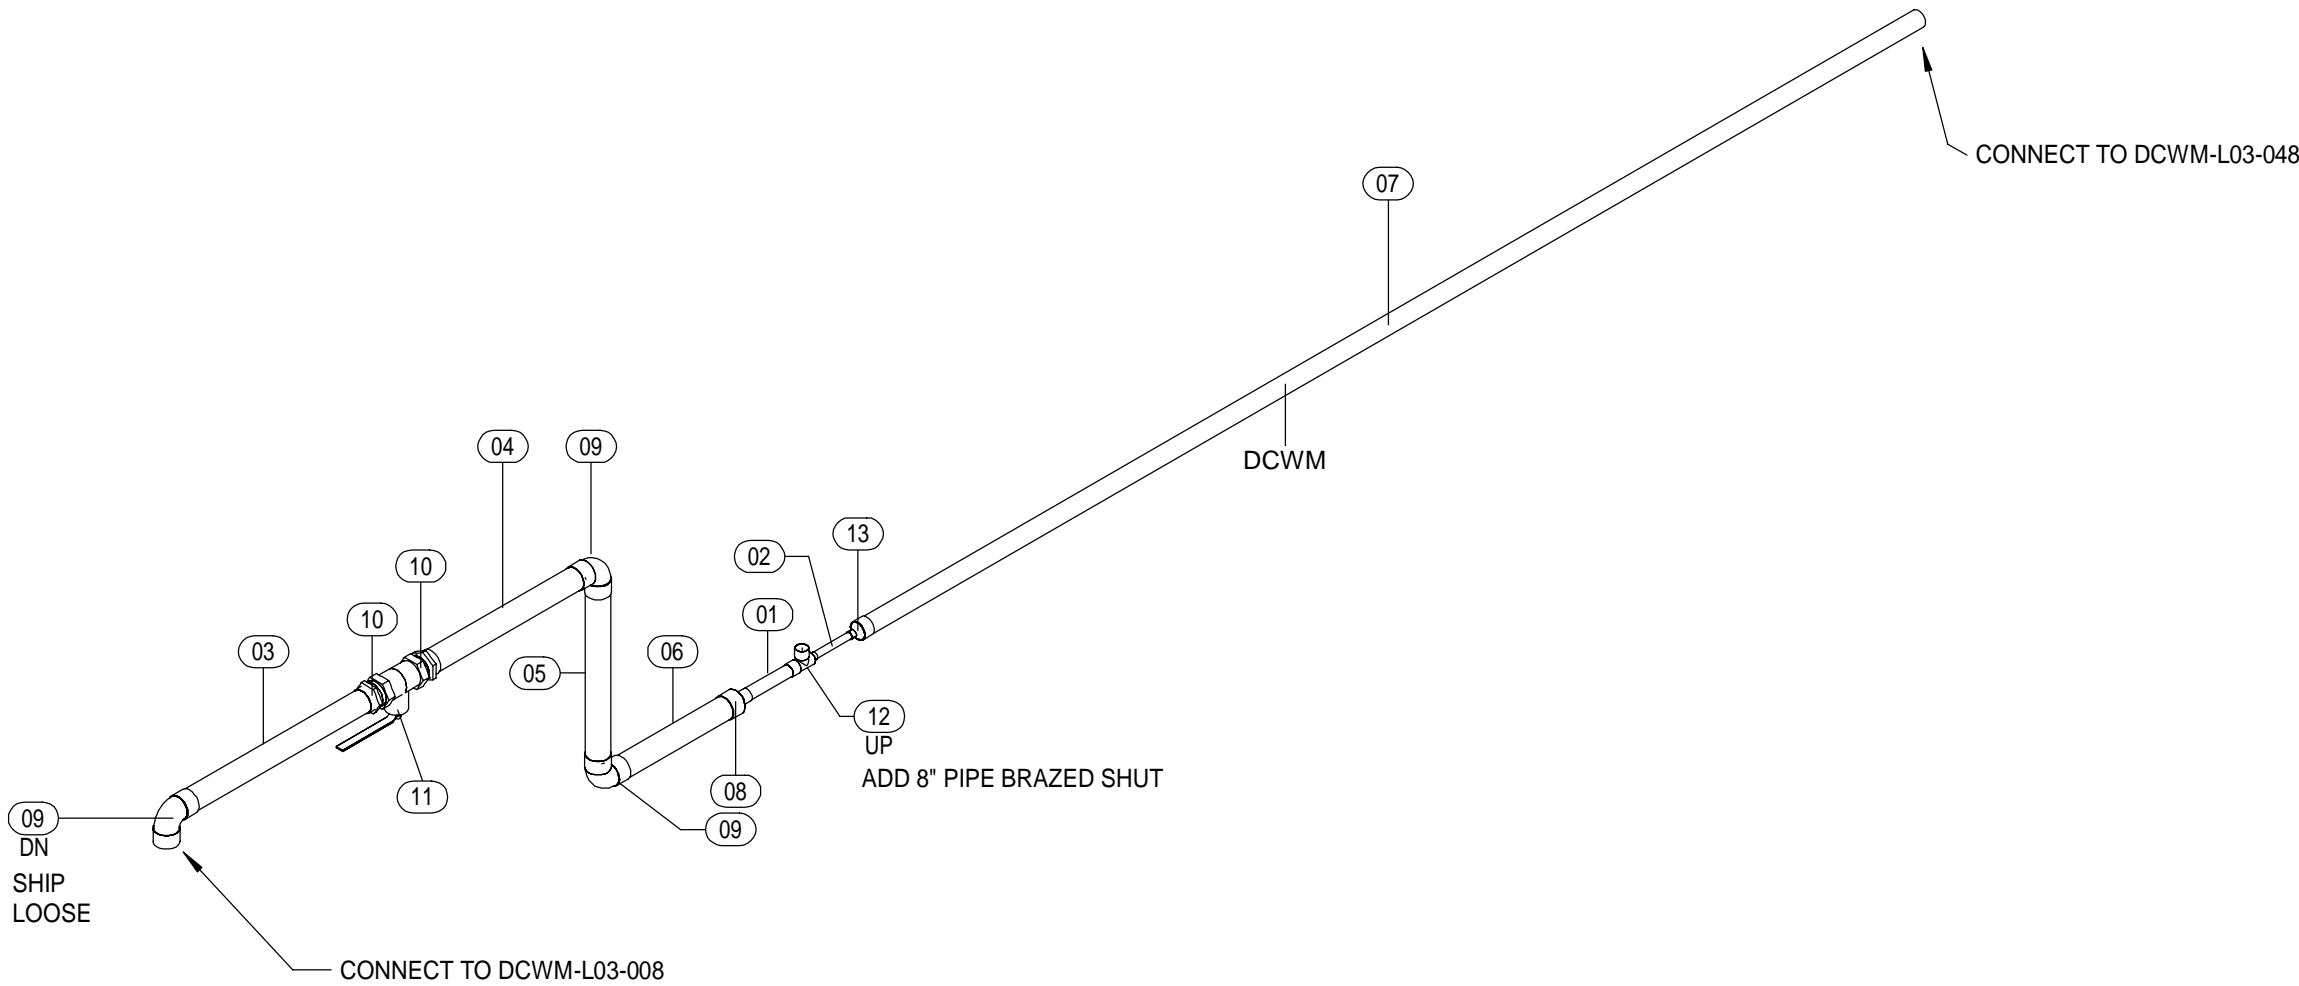 CONNECT TO DCWM-L03-048
07
04
09
DCWM
13
02
10
01
10
03
06
05
12
UP
ADD 8" PIPE BRAZED SHUT
08
11
09
09
DN
SHIP
LOOSE
CONNECT TO DCWM-L03-008